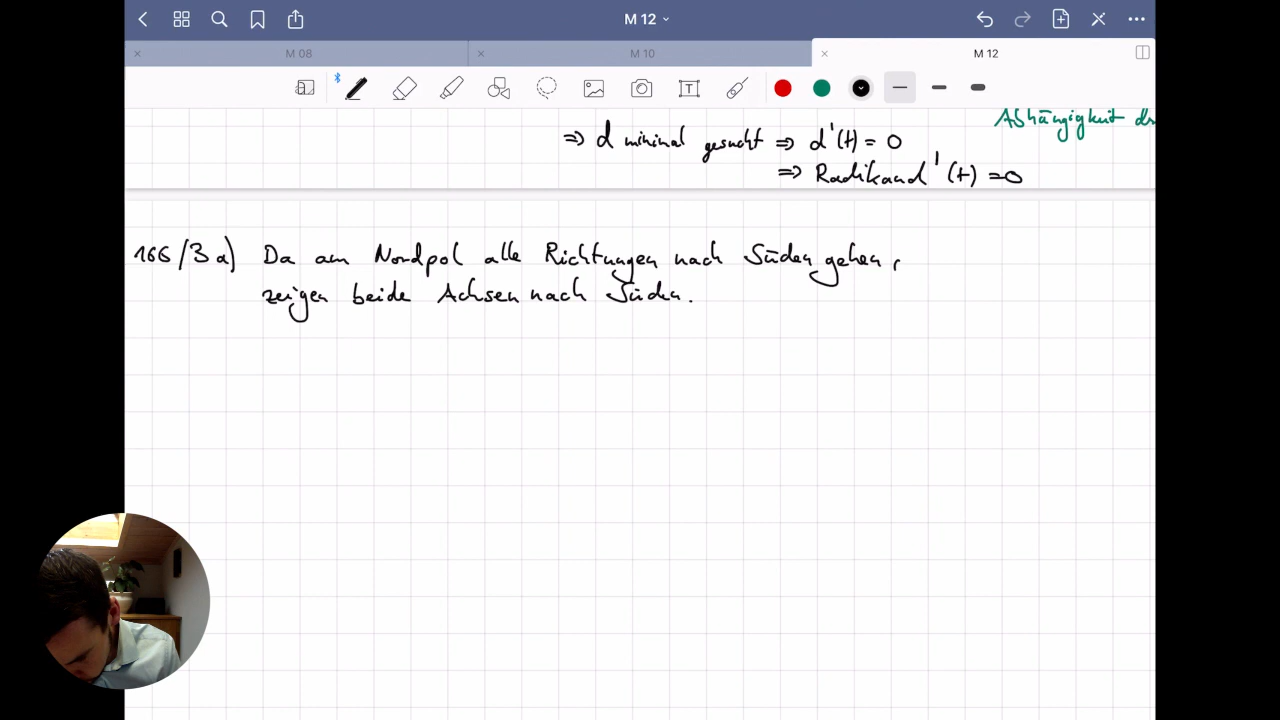 M 12
M 08
M 10
M 12
T
Abhängigkeit
⇒ d minimal gesucht ⇒ d'(t) = 0
⇒ Radikand'(t) = 0
166/3 a) Da am Nordpol alle Richtungen nach Süden gehen,
zeigen beide Achsen nach Süden.